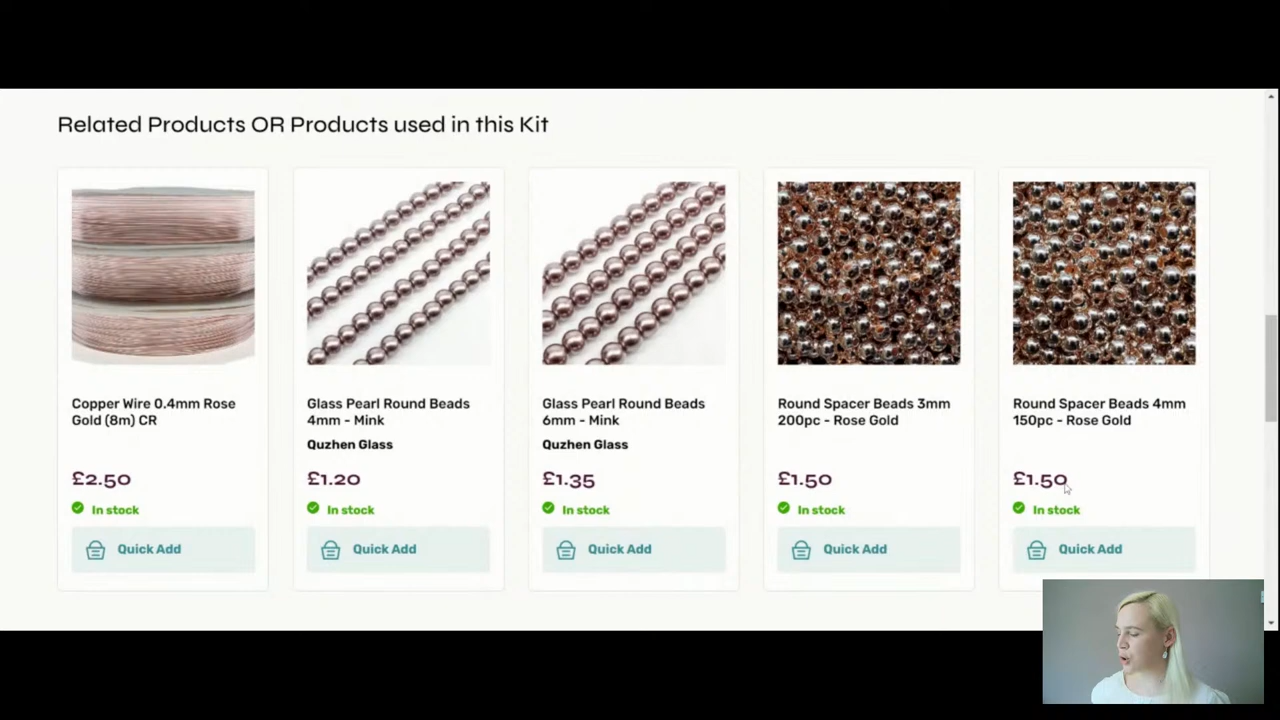 Related Products OR Products used in this Kit
Copper Wire 0.4mm Rose
Gold (8m) CR
£2.50
In stock
Quick Add
Glass Pearl Round Beads
4mm - Mink
Quzhen Glass
£1.20
In stock
Quick Add
Glass Pearl Round Beads
6mm - Mink
Quzhen Glass
£1.35
In stock
Quick Add
Round Spacer Beads 3mm
200pc - Rose Gold
£1.50
In stock
Quick Add
Round Spacer Beads 4mm
150pc - Rose Gold
£1.50
In stock
Quick Add